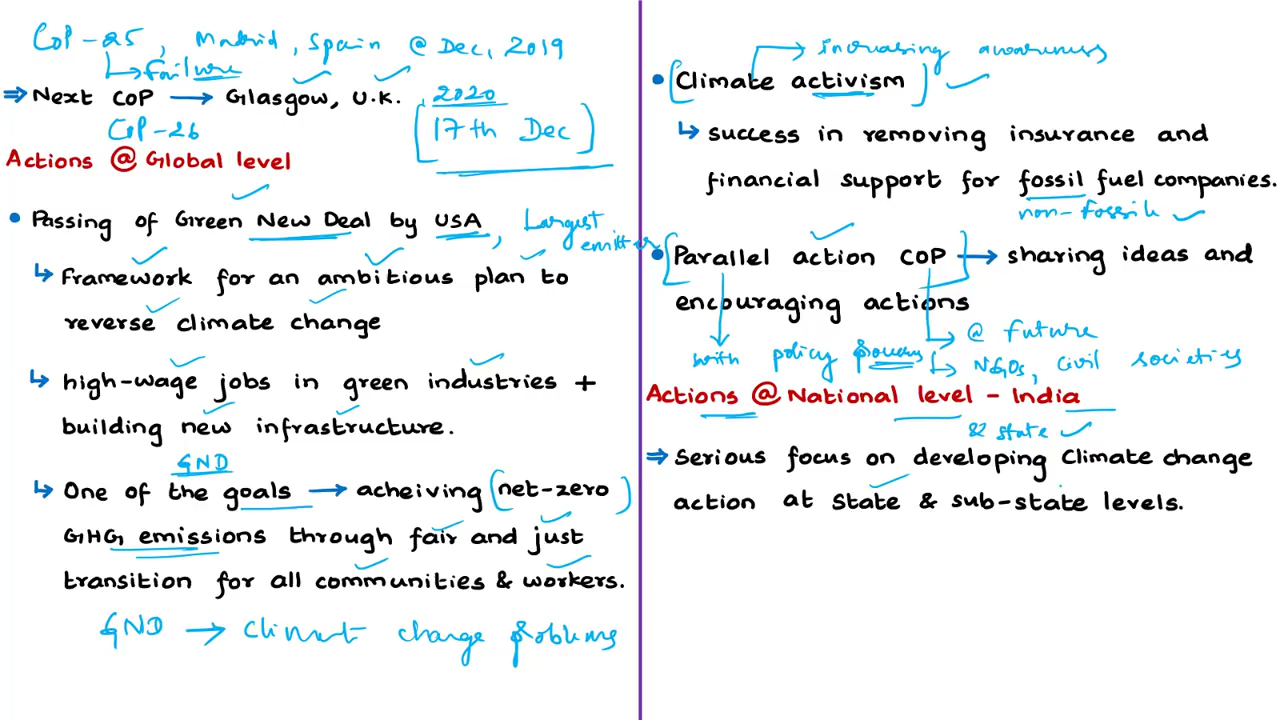 CoP-25, Madrid, Spain @ Dec, 2019
failure
⇒ Next CoP → Glasgow, U.K. 2020
CoP-26
17th Dec
Actions @ Global level
• Passing of Green New Deal by USA, Largest emitter
↳ Framework for an ambitious plan to
reverse climate change
↳ high-wage jobs in green industries +
building new infrastructure.
GND
↳ One of the goals → acheiving [net-zero]
GHG emissions through fair and just
transition for all communities & workers.
GND → Climate change problems
→ increasing awareness
• [Climate activism]
↳ success in removing insurance and
financial support for fossil fuel companies.
non-fossil
• [Parallel action CoP] → sharing ideas and
encouraging actions
@ future
with policy process
NGOs, civil societies
Actions @ National level - India
& state
⇒ Serious focus on developing Climate change
action at State & sub-state levels.